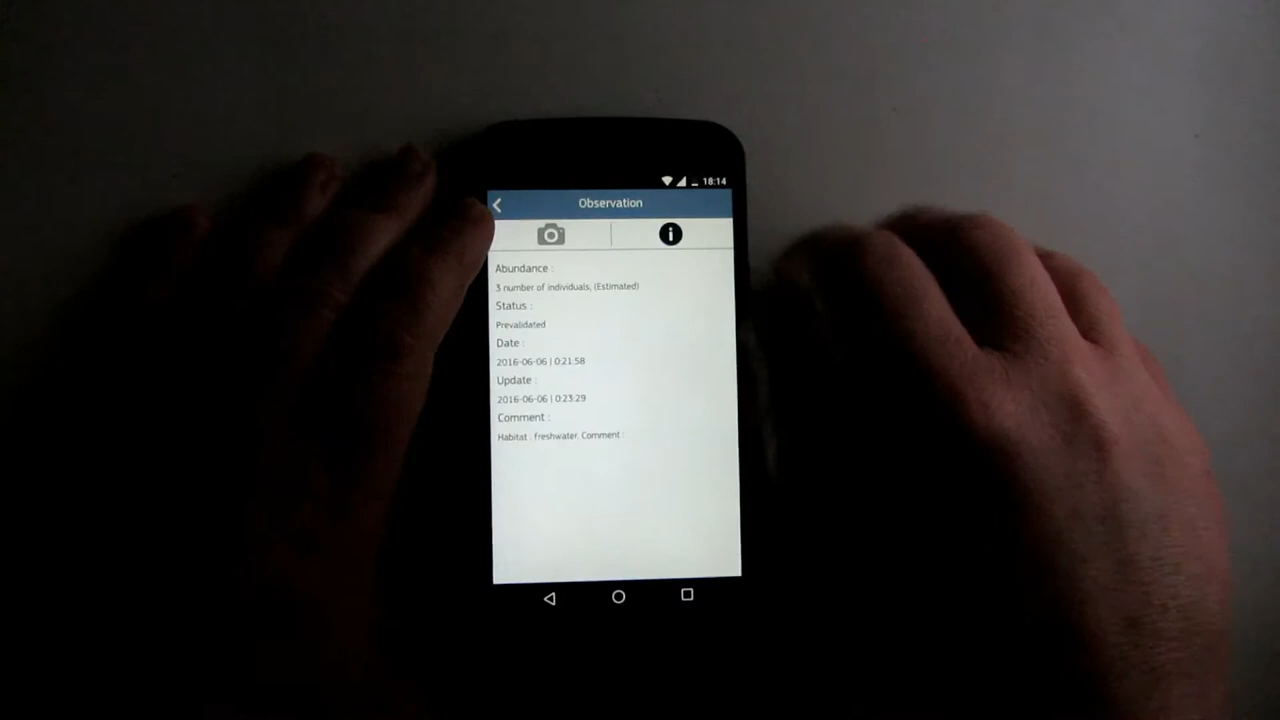 18:14
Observation
Abundance :
3 number of individuals, (Estimated)
Status :
Prevalidated
Date :
2016-06-06 | 0:21:58
Update :
2016-06-06 | 0:23:29
Comment :
Habitat : freshwater. Comment :